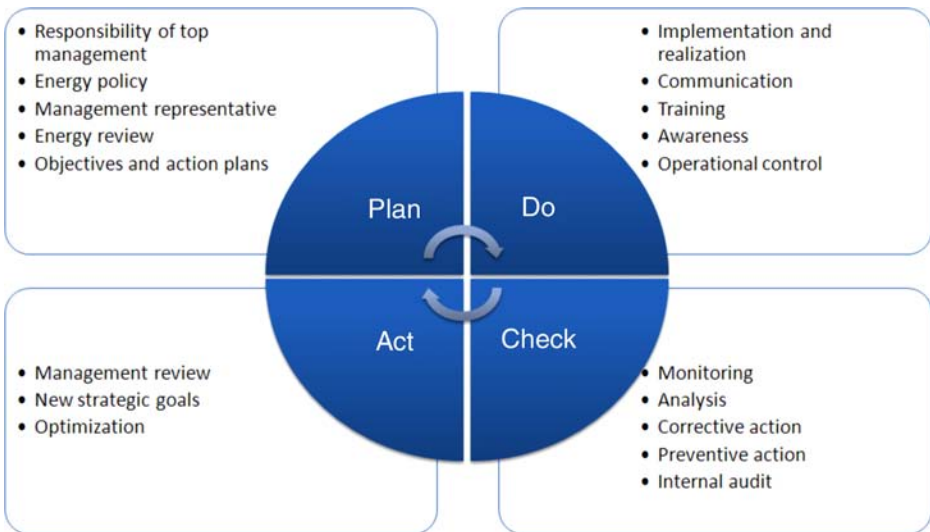 • Responsibility of top
management
• Energy policy
• Management representative
• Energy review
• Objectives and action plans
• Implementation and
realization
• Communication
• Training
• Awareness
• Operational control
Plan
Do
Act
Check
• Management review
• New strategic goals
• Optimization
• Monitoring
• Analysis
• Corrective action
• Preventive action
• Internal audit